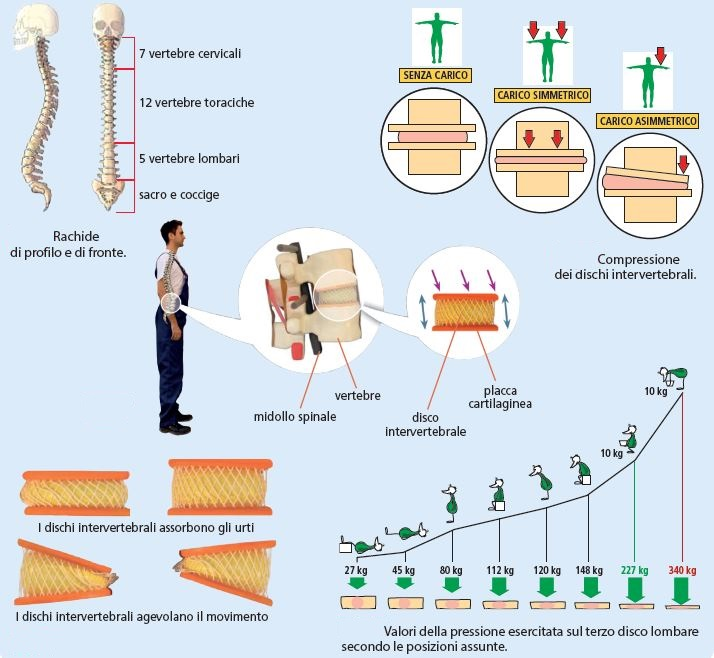 7 vertebre cervicali
12 vertebre toraciche
5 vertebre lombari
sacro e coccige
Rachide
di profilo e di fronte.
SENZA CARICO
CARICO SIMMETRICO
CARICO ASIMMETRICO
Compressione
dei dischi intervertebrali.
vertebre
midollo spinale
disco
intervertebrale
placca
cartilaginea
I dischi intervertebrali assorbono gli urti
I dischi intervertebrali agevolano il movimento
10 kg
10 kg
27 kg 45 kg 80 kg 112 kg 120 kg 148 kg 227 kg 340 kg
Valori della pressione esercitata sul terzo disco lombare
secondo le posizioni assunte.